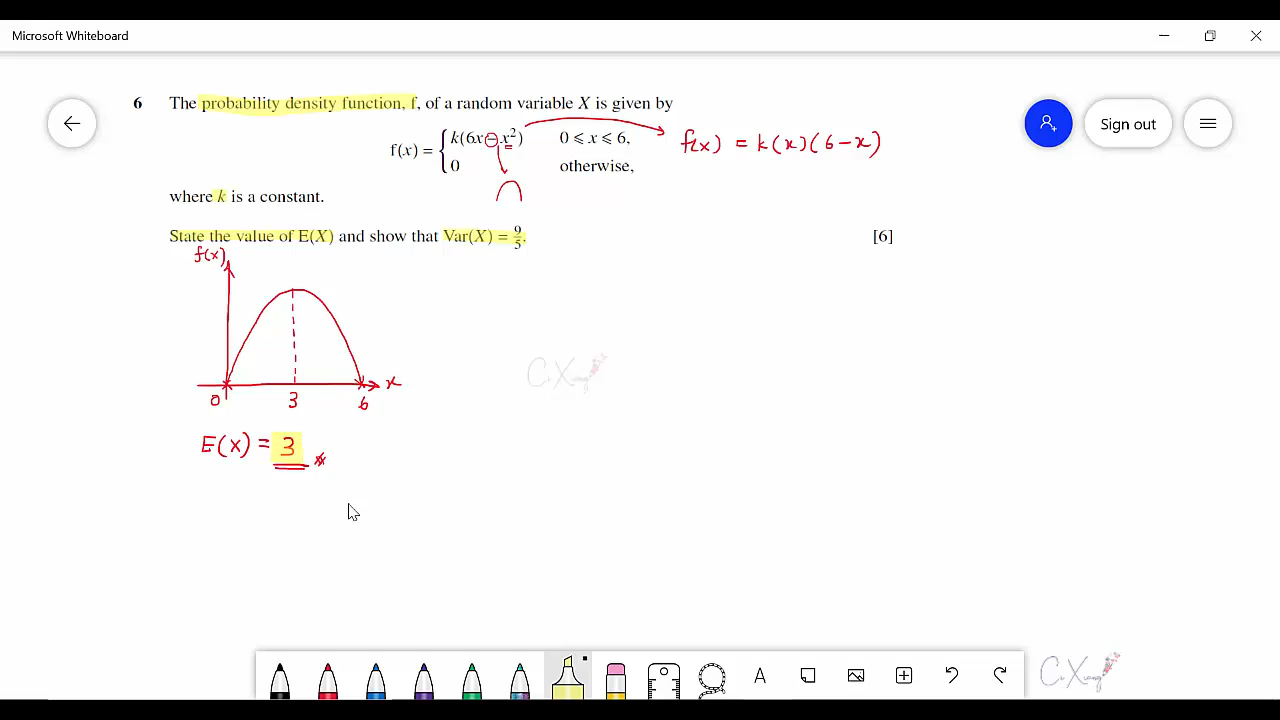 Microsoft Whiteboard
Sign out
6 The probability density function, f, of a random variable X is given by
f(x) = { k(6x − x²) 0 ⩽ x ⩽ 6,
0 otherwise,
f(x) = k(x)(6-x)
where k is a constant.
State the value of E(X) and show that Var(X) = 9/5. [6]
f(x)
x
0 3 6
E(X) = 3 *
CiXiang
A
CiXiang